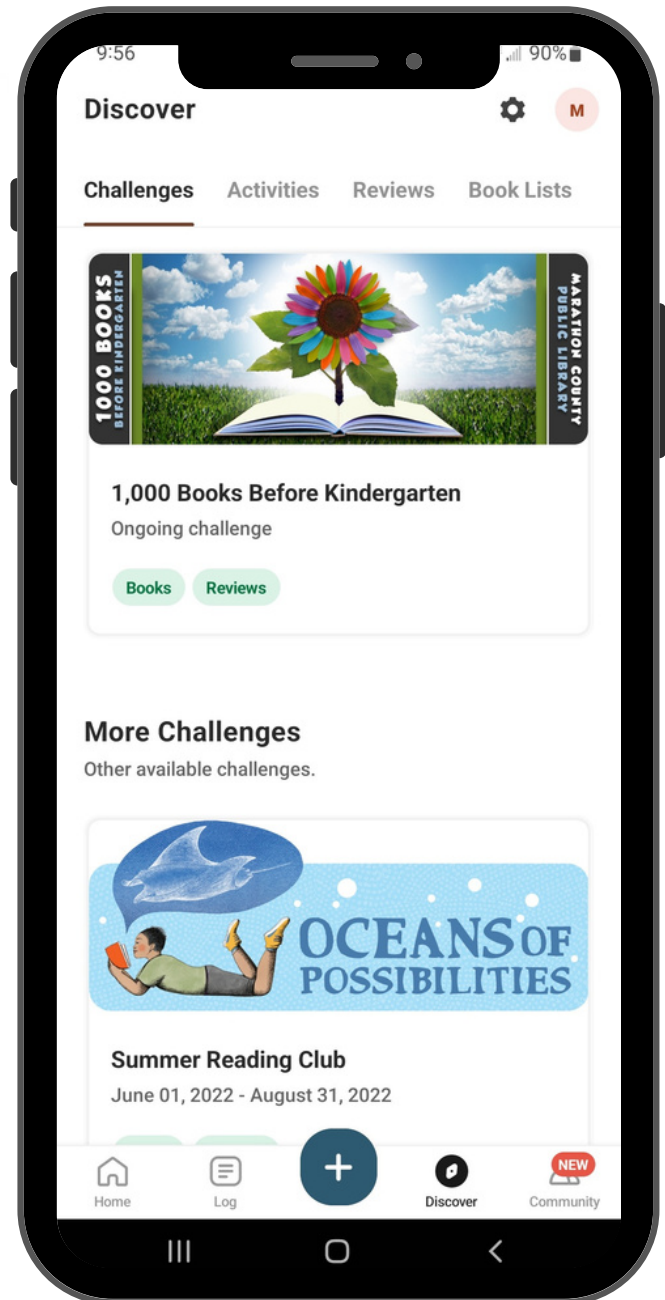 9:56
90%
Discover
M
Challenges Activities Reviews Book Lists
1000 BOOKS
BEFORE KINDERGARTEN
MARATHON COUNTY
PUBLIC LIBRARY
1,000 Books Before Kindergarten
Ongoing challenge
Books Reviews
More Challenges
Other available challenges.
OCEANS OF
POSSIBILITIES
Summer Reading Club
June 01, 2022 - August 31, 2022
+
NEW
Home Log Discover Community